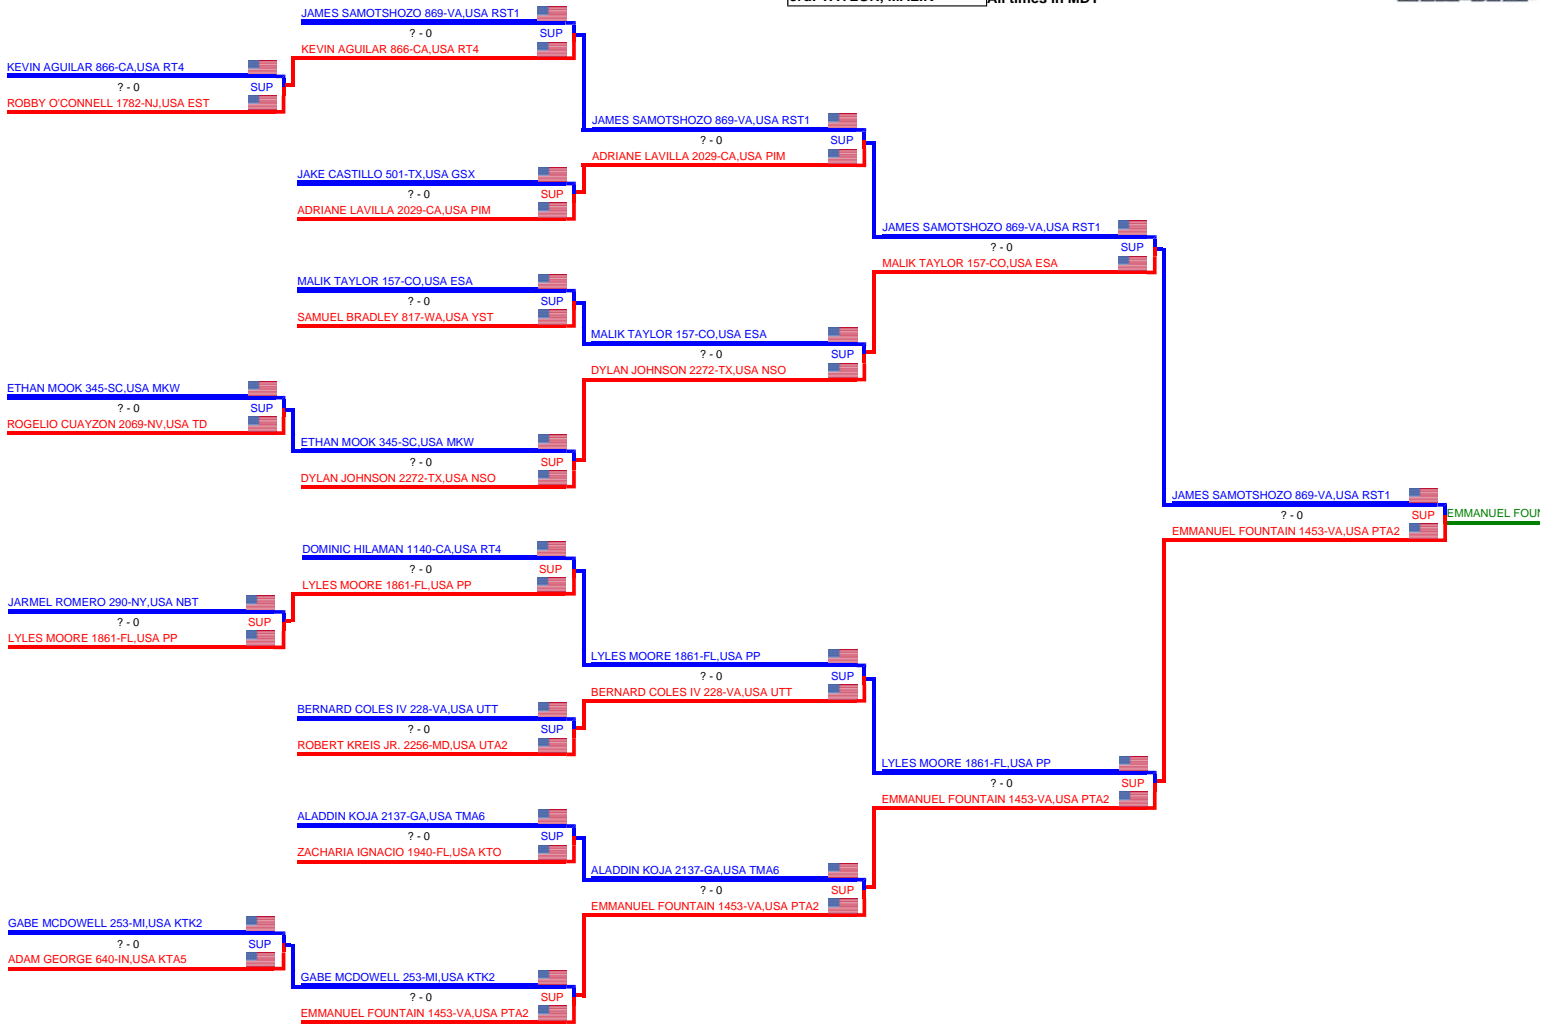 All times in MDT
JAMES SAMOTSHOZO 869-VA,USA RST1
? - 0
SUP
KEVIN AGUILAR 866-CA,USA RT4
KEVIN AGUILAR 866-CA,USA RT4
? - 0
SUP
ROBBY O'CONNELL 1782-NJ,USA EST
JAMES SAMOTSHOZO 869-VA,USA RST1
? - 0
SUP
ADRIANE LAVILLA 2029-CA,USA PIM
JAKE CASTILLO 501-TX,USA GSX
? - 0
SUP
ADRIANE LAVILLA 2029-CA,USA PIM
JAMES SAMOTSHOZO 869-VA,USA RST1
? - 0
SUP
MALIK TAYLOR 157-CO,USA ESA
MALIK TAYLOR 157-CO,USA ESA
? - 0
SUP
SAMUEL BRADLEY 817-WA,USA YST
MALIK TAYLOR 157-CO,USA ESA
? - 0
SUP
DYLAN JOHNSON 2272-TX,USA NSO
ETHAN MOOK 345-SC,USA MKW
? - 0
SUP
ROGELIO CUAYZON 2069-NV,USA TD
ETHAN MOOK 345-SC,USA MKW
? - 0
SUP
DYLAN JOHNSON 2272-TX,USA NSO
JAMES SAMOTSHOZO 869-VA,USA RST1
? - 0
SUP
EMMANUEL FOUNTAIN 1453-VA,USA PTA2
EMMANUEL FOUN
DOMINIC HILAMAN 1140-CA,USA RT4
? - 0
SUP
LYLES MOORE 1861-FL,USA PP
JARMEL ROMERO 290-NY,USA NBT
? - 0
SUP
LYLES MOORE 1861-FL,USA PP
LYLES MOORE 1861-FL,USA PP
? - 0
SUP
BERNARD COLES IV 228-VA,USA UTT
BERNARD COLES IV 228-VA,USA UTT
? - 0
SUP
ROBERT KREIS JR. 2256-MD,USA UTA2
LYLES MOORE 1861-FL,USA PP
? - 0
SUP
EMMANUEL FOUNTAIN 1453-VA,USA PTA2
ALADDIN KOJA 2137-GA,USA TMA6
? - 0
SUP
ZACHARIA IGNACIO 1940-FL,USA KTO
ALADDIN KOJA 2137-GA,USA TMA6
? - 0
SUP
EMMANUEL FOUNTAIN 1453-VA,USA PTA2
GABE MCDOWELL 253-MI,USA KTK2
? - 0
SUP
ADAM GEORGE 640-IN,USA KTA5
GABE MCDOWELL 253-MI,USA KTK2
? - 0
SUP
EMMANUEL FOUNTAIN 1453-VA,USA PTA2